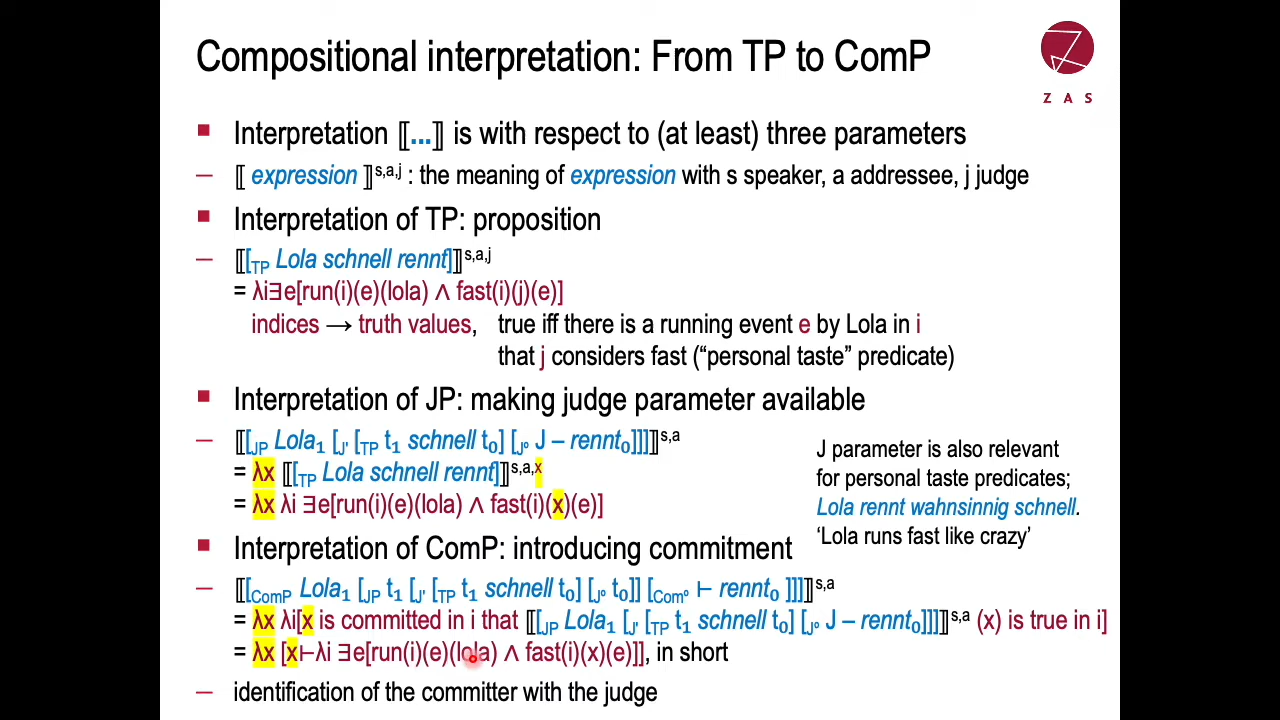 Compositional interpretation: From TP to ComP
Z A S
▪ Interpretation ⟦...⟧ is with respect to (at least) three parameters
– ⟦ expression ⟧s,a,j : the meaning of expression with s speaker, a addressee, j judge
▪ Interpretation of TP: proposition
– ⟦[TP Lola schnell rennt]⟧s,a,j
= λi∃e[run(i)(e)(lola) ∧ fast(i)(j)(e)]
indices → truth values, true iff there is a running event e by Lola in i
that j considers fast (“personal taste” predicate)
▪ Interpretation of JP: making judge parameter available
– ⟦[JP Lola₁ [J' [TP t₁ schnell t₀] [J° J – rennt₀]]]⟧s,a
= λx ⟦[TP Lola schnell rennt]⟧s,a,x
= λx λi ∃e[run(i)(e)(lola) ∧ fast(i)(x)(e)]
J parameter is also relevant
for personal taste predicates;
Lola rennt wahnsinnig schnell.
‘Lola runs fast like crazy’
▪ Interpretation of ComP: introducing commitment
– ⟦[ComP Lola₁ [JP t₁ [J' [TP t₁ schnell t₀] [J° t₀]] [Com° ⊢ rennt₀ ]]]⟧s,a
= λx λi[x is committed in i that ⟦[JP Lola₁ [J' [TP t₁ schnell t₀] [J° J – rennt₀]]]⟧s,a (x) is true in i]
= λx [x⊢λi ∃e[run(i)(e)(lola) ∧ fast(i)(x)(e)]], in short
– identification of the committer with the judge